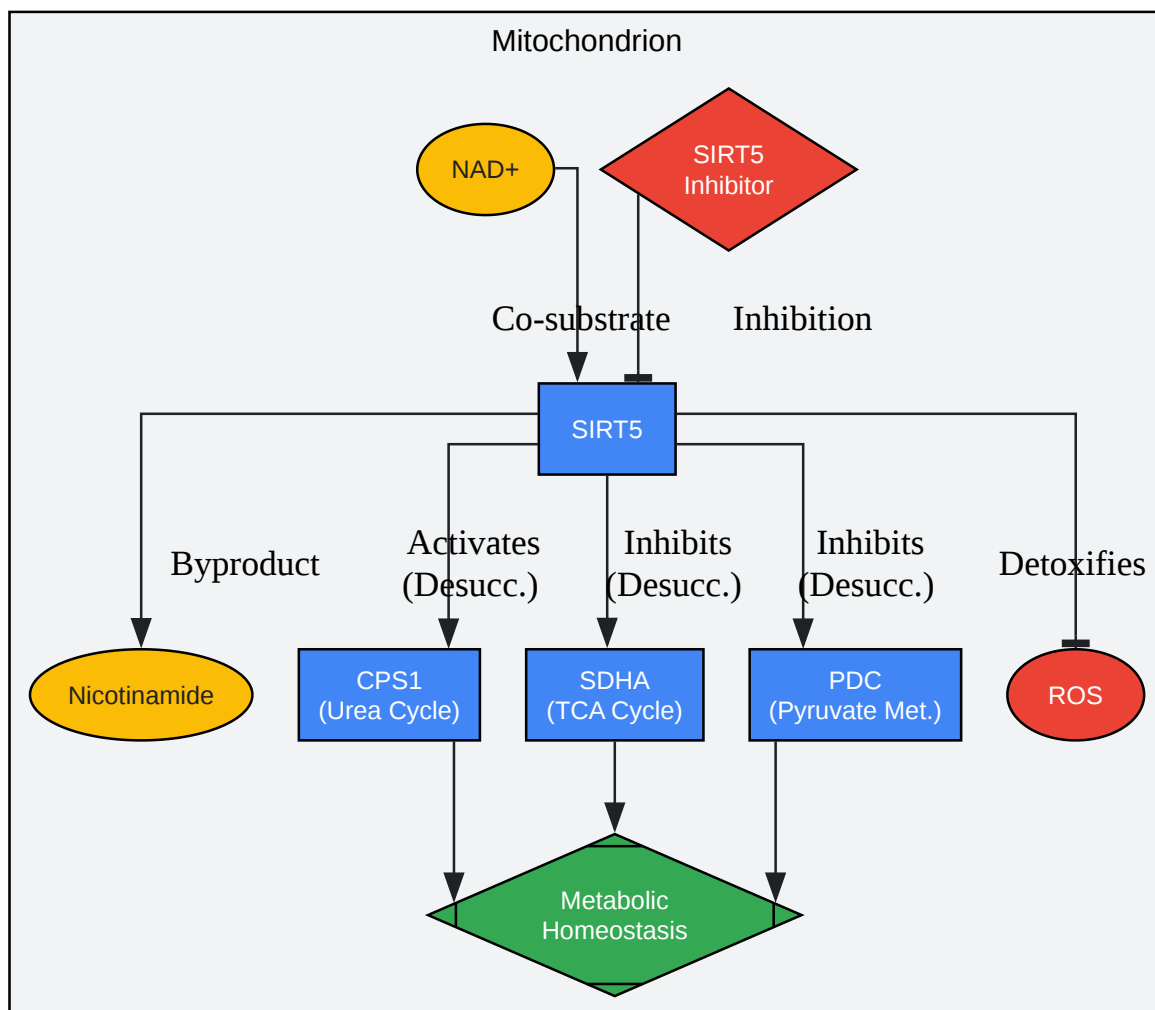 Mitochondrion
NAD+
SIRT5
Inhibitor
Co-substrate
Inhibition
SIRT5
Byproduct
Activates
(Desucc.)
Inhibits
(Desucc.)
Inhibits
(Desucc.)
Detoxifies
Nicotinamide
CPS1
(Urea Cycle)
SDHA
(TCA Cycle)
PDC
(Pyruvate Met.)
ROS
Metabolic
Homeostasis